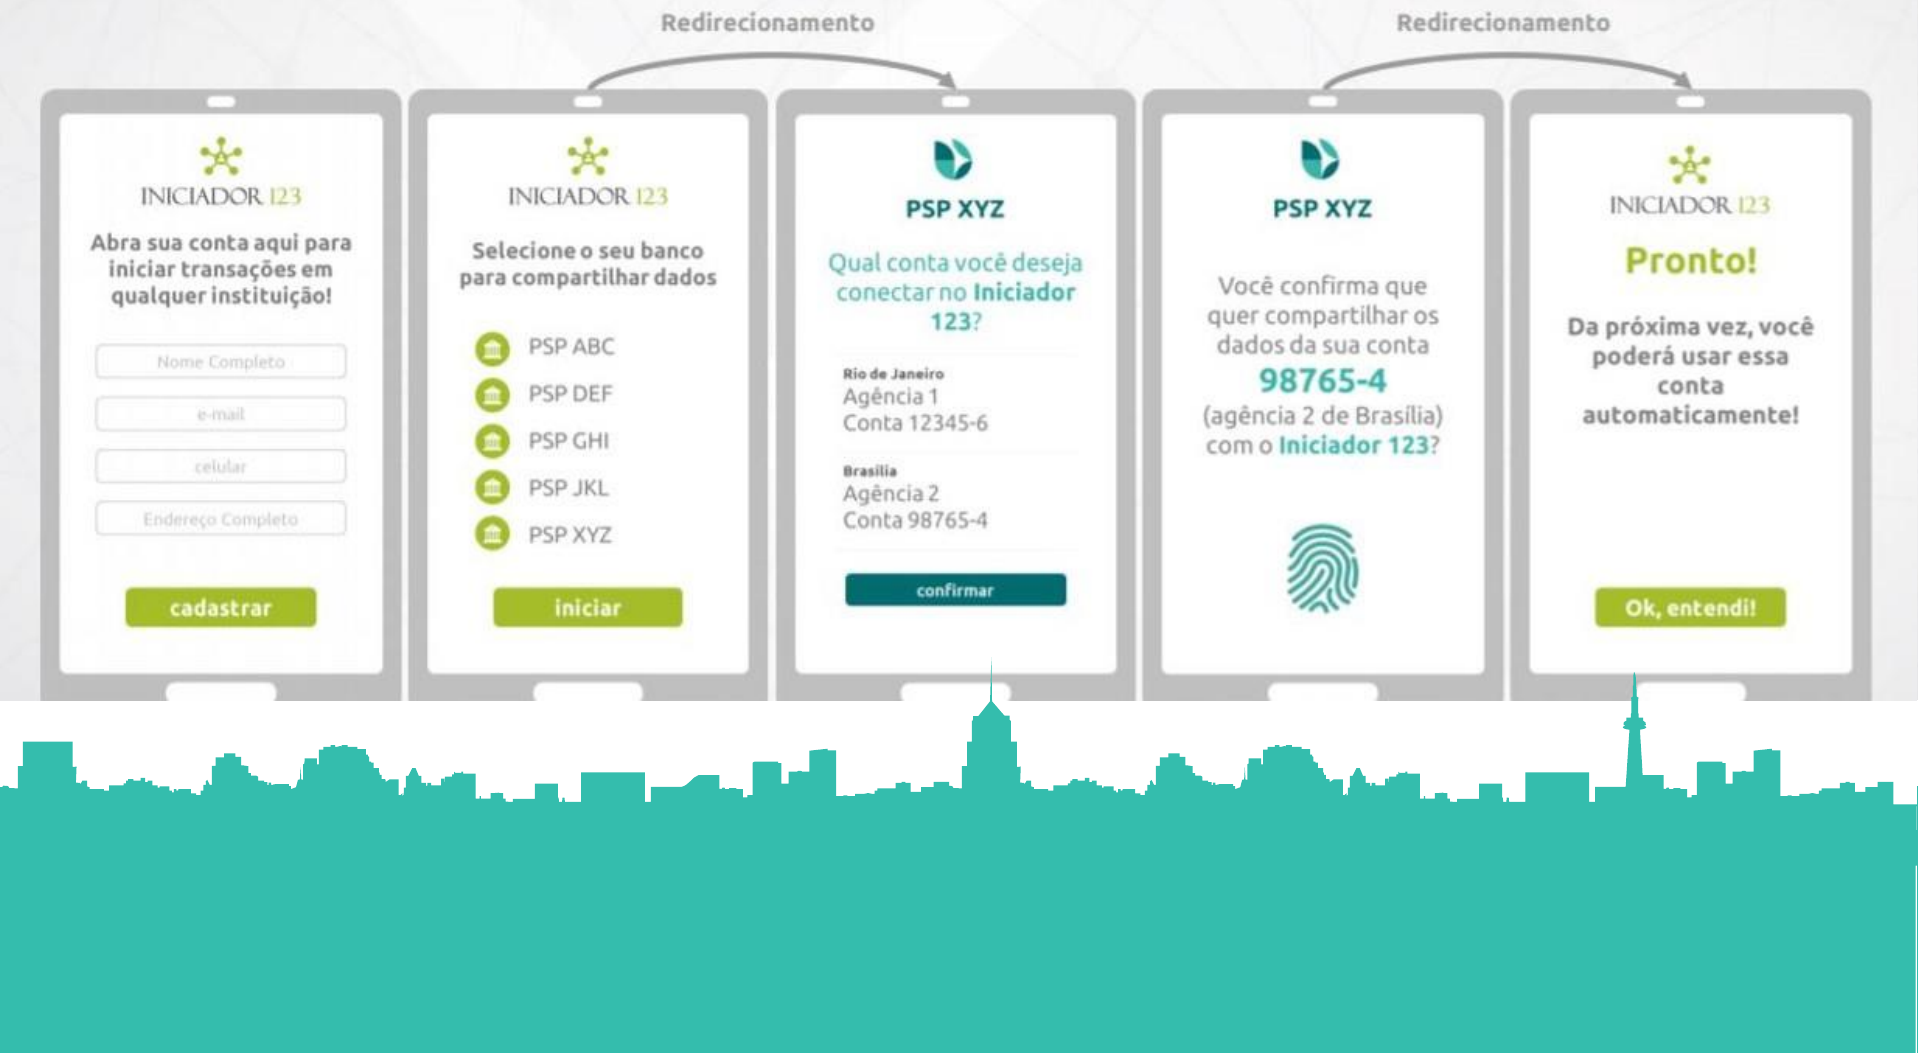 Redirecionamento
Redirecionamento
INICIADOR 123
Abra sua conta aqui para
iniciar transações em
qualquer instituição!
Nome Completo
e-mail
celular
Endereço Completo
cadastrar
INICIADOR 123
Selecione o seu banco
para compartilhar dados
PSP ABC
PSP DEF
PSP GHI
PSP JKL
PSP XYZ
iniciar
PSP XYZ
Qual conta você deseja
conectar no Iniciador
123?
Rio de Janeiro
Agência 1
Conta 12345-6
Brasília
Agência 2
Conta 98765-4
confirmar
PSP XYZ
Você confirma que
quer compartilhar os
dados da sua conta
98765-4
(agência 2 de Brasília)
com o Iniciador 123?
INICIADOR 123
Pronto!
Da próxima vez, você
poderá usar essa
conta
automaticamente!
Ok, entendi!